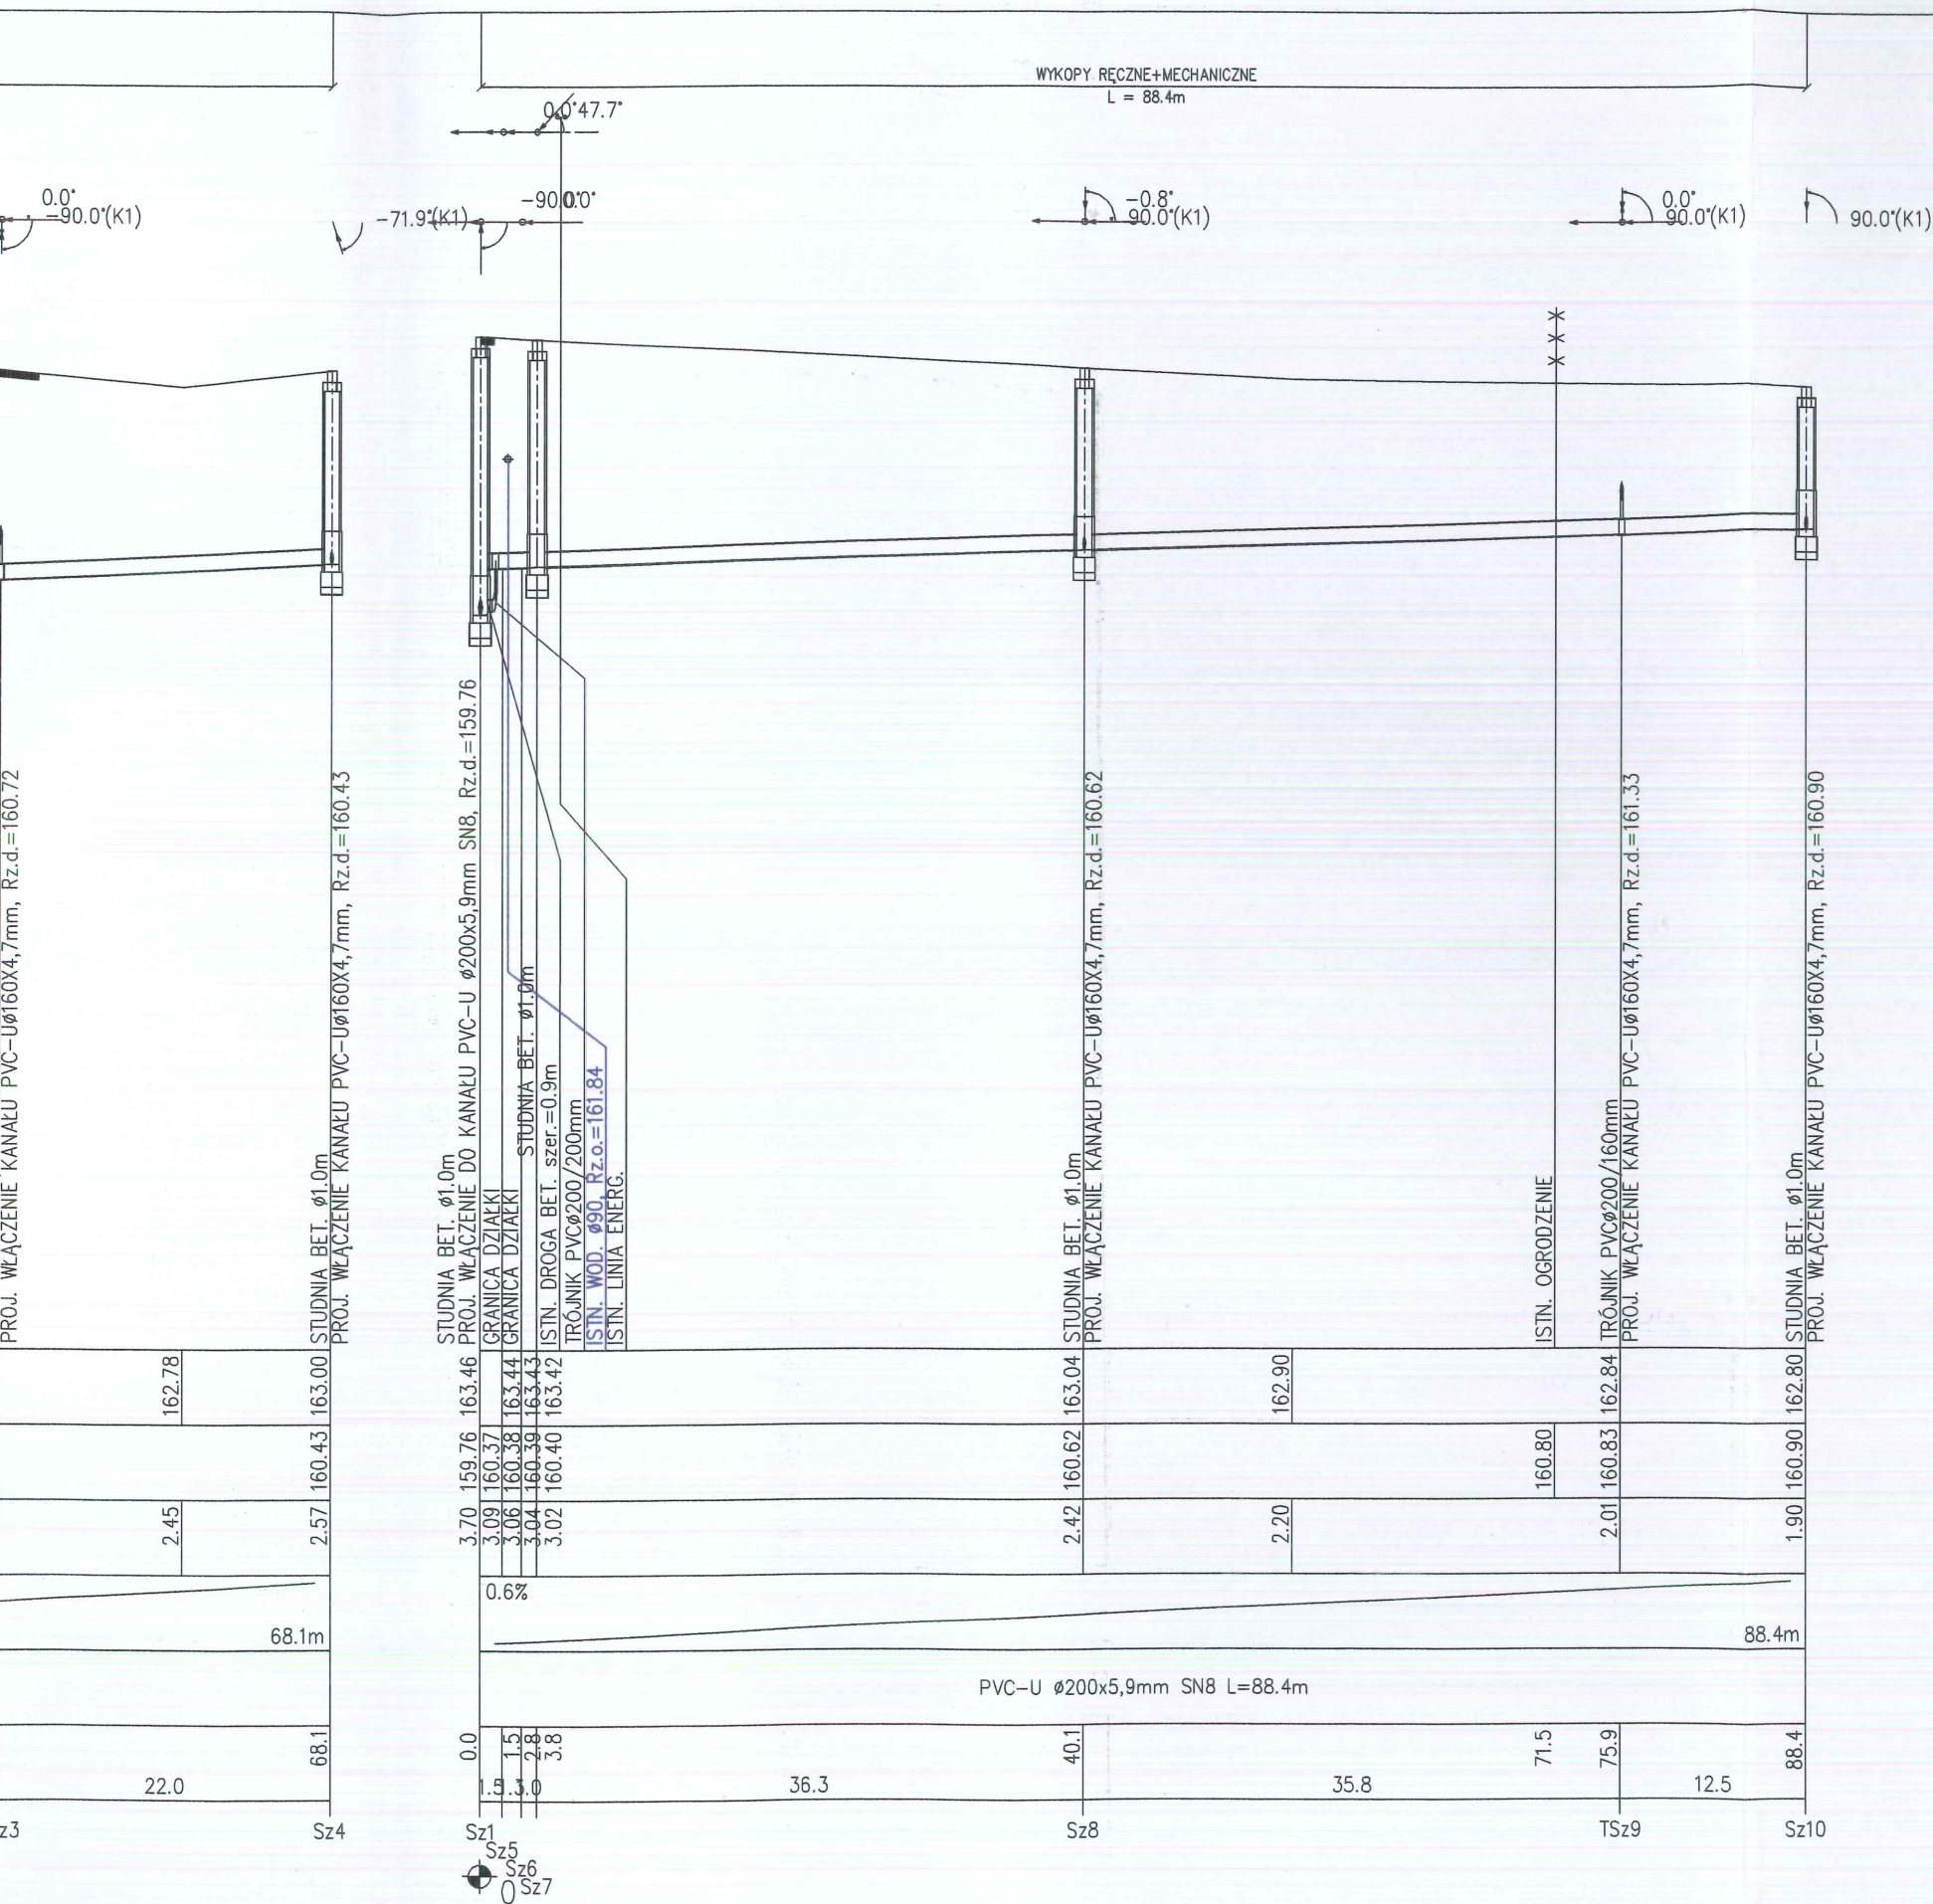 WYKOPY RĘCZNE+MECHANICZNE
L = 88.4m
0.0°
47.7°
0.0°
-90.0°(K1)
-71.9°(K1)
-90.0°
0.0°
-0.8°
90.0°(K1)
0.0°
90.0°(K1)
90.0°(K1)
PROJ. WŁĄCZENIE KANAŁU PVC-Uø160X4,7mm, Rz.d.=160.72
STUDNIA BET. ø1.0m
PROJ. WŁĄCZENIE KANAŁU PVC-Uø160X4,7mm, Rz.d.=160.43
STUDNIA BET. ø1.0m
PROJ. WŁĄCZENIE DO KANAŁU PVC-U ø200x5,9mm SN8, Rz.d.=159.76
GRANICA DZIAŁKI
GRANICA DZIAŁKI
STUDNIA BET. ø1.0m
ISTN. DROGA BET. szer.=0.9m
TRÓJNIK PVCø200/200mm
ISTN. WOD. ø90, Rz.o.=161.84
ISTN. LINIA ENERG.
STUDNIA BET. ø1.0m
PROJ. WŁĄCZENIE KANAŁU PVC-Uø160X4,7mm, Rz.d.=160.62
ISTN. OGRODZENIE
TRÓJNIK PVCø200/160mm
PROJ. WŁĄCZENIE KANAŁU PVC-Uø160X4,7mm, Rz.d.=161.33
STUDNIA BET. ø1.0m
PROJ. WŁĄCZENIE KANAŁU PVC-Uø160X4,7mm, Rz.d.=160.90
162.78
163.00
163.46
163.44
163.43
163.42
163.04
162.90
162.84
162.80
160.43
159.76
160.37
160.38
160.39
160.40
160.62
160.80
160.83
160.90
2.45
2.57
3.70
3.09
3.06
3.04
3.02
2.42
2.20
2.01
1.90
0.6%
68.1m
88.4m
PVC-U ø200x5,9mm SN8 L=88.4m
68.1
0.0
1.5
2.8
3.8
40.1
71.5
75.9
88.4
22.0
1.5
1.3
1.0
36.3
35.8
12.5
z3
Sz4
Sz1
Sz8
TSz9
Sz10
Sz5
Sz6
Sz7